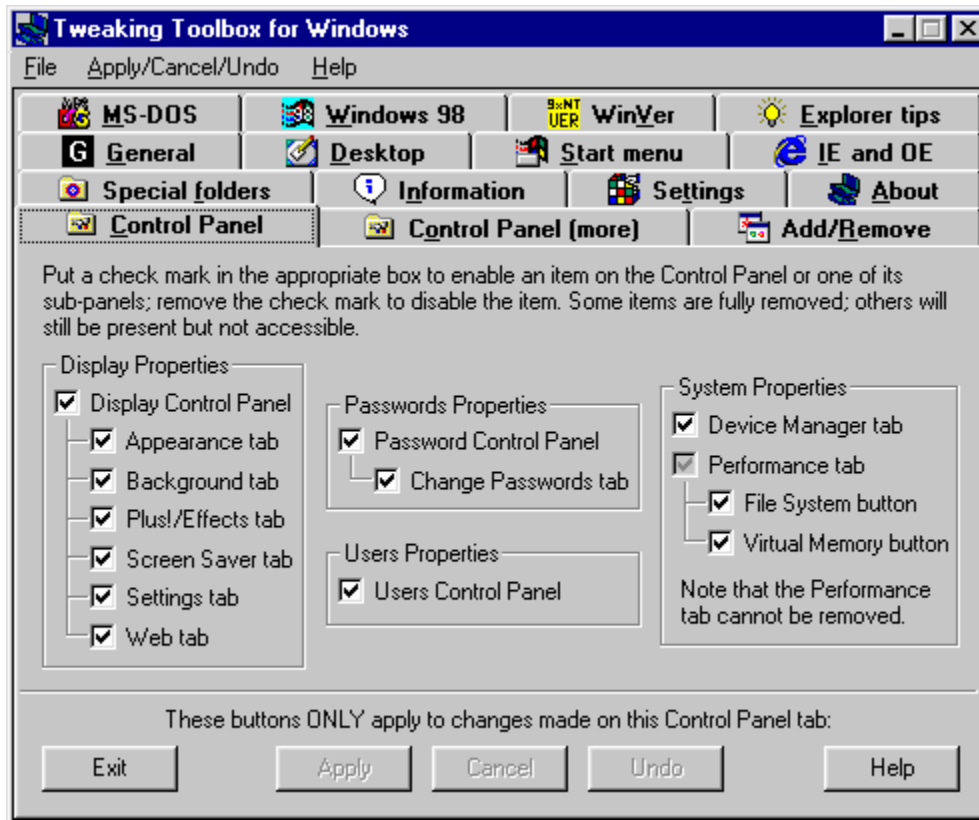 Tweaking Toolbox for Windows
File Apply/Cancel/Undo Help
MS-DOS Windows 98 9xNT VER WinVer Explorer tips
G General Desktop Start menu IE and OE
Special folders Information Settings About
Control Panel Control Panel (more) Add/Remove
Put a check mark in the appropriate box to enable an item on the Control Panel or one of its
sub-panels; remove the check mark to disable the item. Some items are fully removed; others will
still be present but not accessible.
Display Properties
Display Control Panel
Appearance tab
Background tab
Plus!/Effects tab
Screen Saver tab
Settings tab
Web tab
Passwords Properties
Password Control Panel
Change Passwords tab
Users Properties
Users Control Panel
System Properties
Device Manager tab
Performance tab
File System button
Virtual Memory button
Note that the Performance
tab cannot be removed.
These buttons ONLY apply to changes made on this Control Panel tab:
Exit Apply Cancel Undo Help